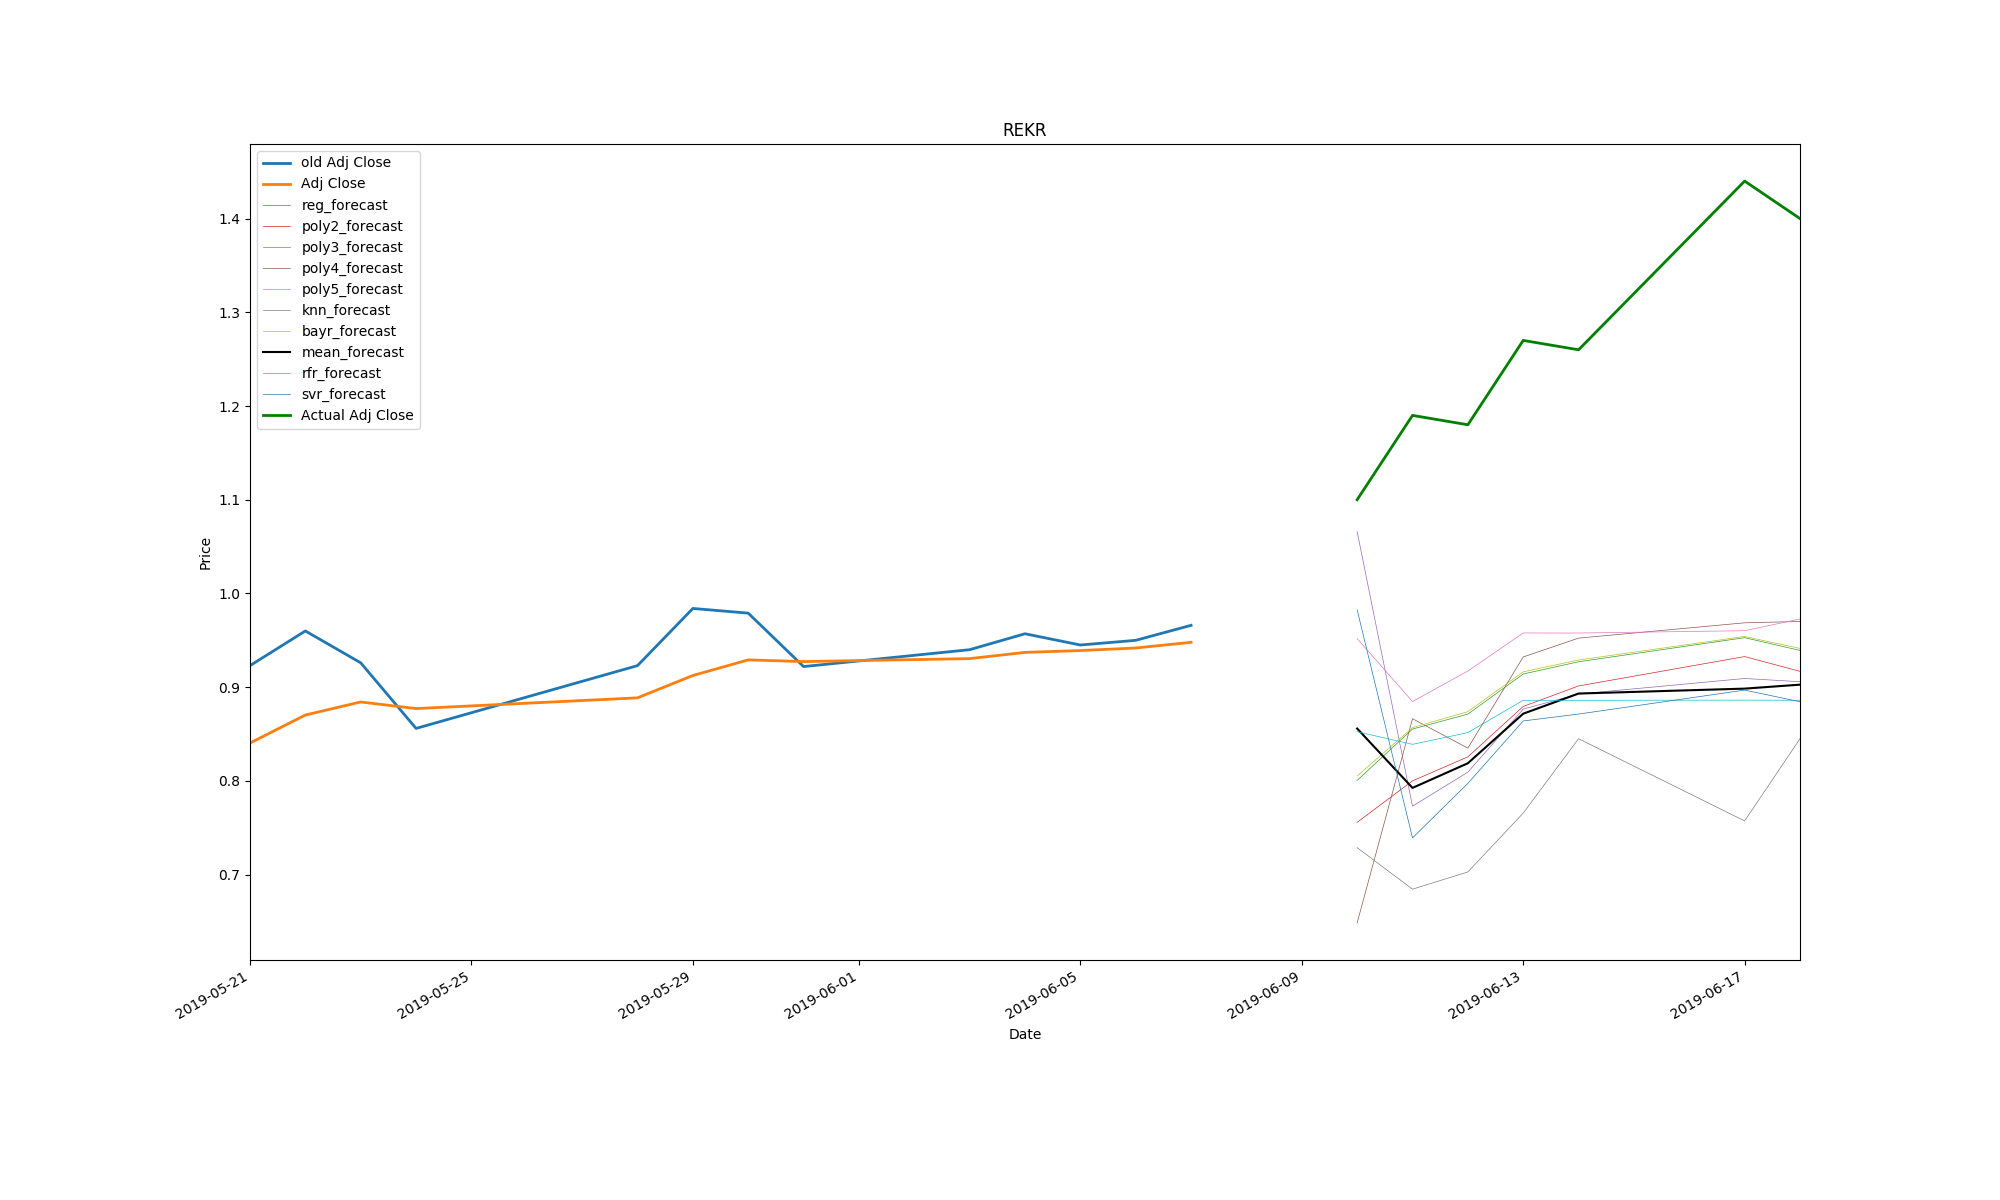 REKR
old Adj Close
Adj Close
reg_forecast
poly2_forecast
poly3_forecast
poly4_forecast
poly5_forecast
knn_forecast
bayr_forecast
mean_forecast
rfr_forecast
svr_forecast
Actual Adj Close
1.4
1.3
1.2
1.1
1.0
0.9
0.8
0.7
Price
2019-05-21
2019-05-25
2019-05-29
2019-06-01
2019-06-05
2019-06-09
2019-06-13
2019-06-17
Date